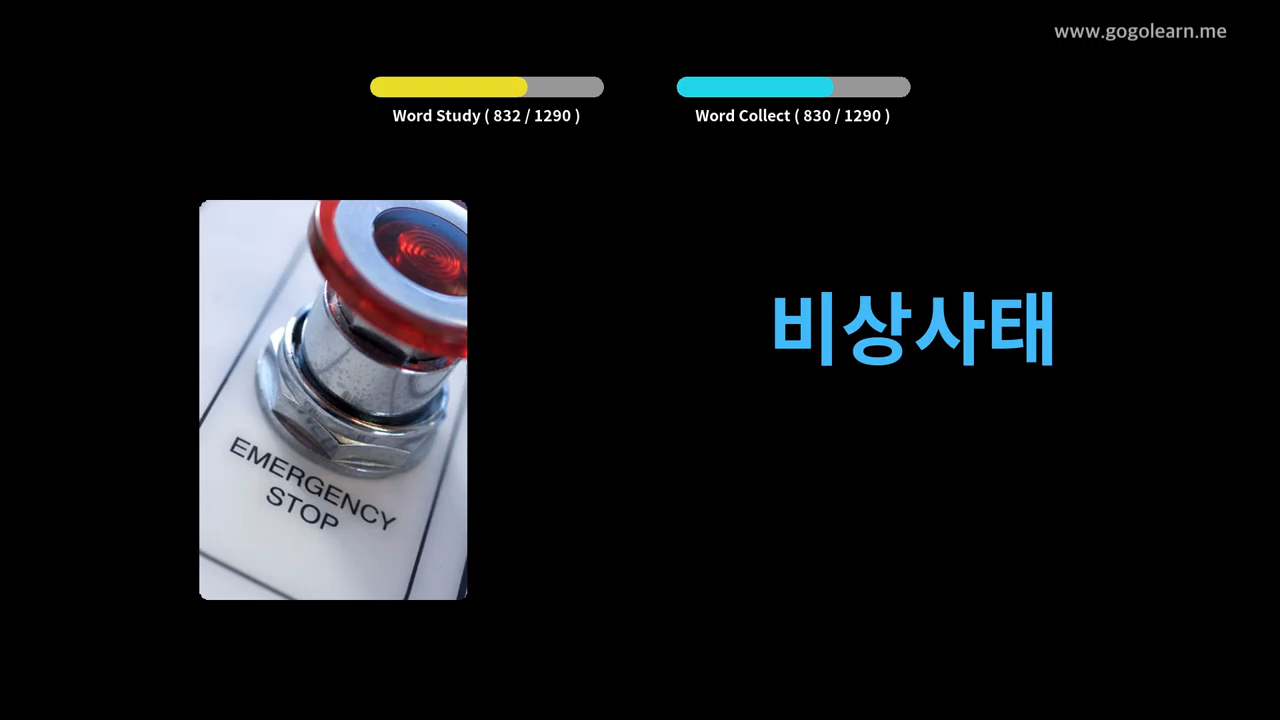 www.gogolearn.me
Word Study ( 832 / 1290 )
Word Collect ( 830 / 1290 )
EMERGENCY
STOP
비상사태